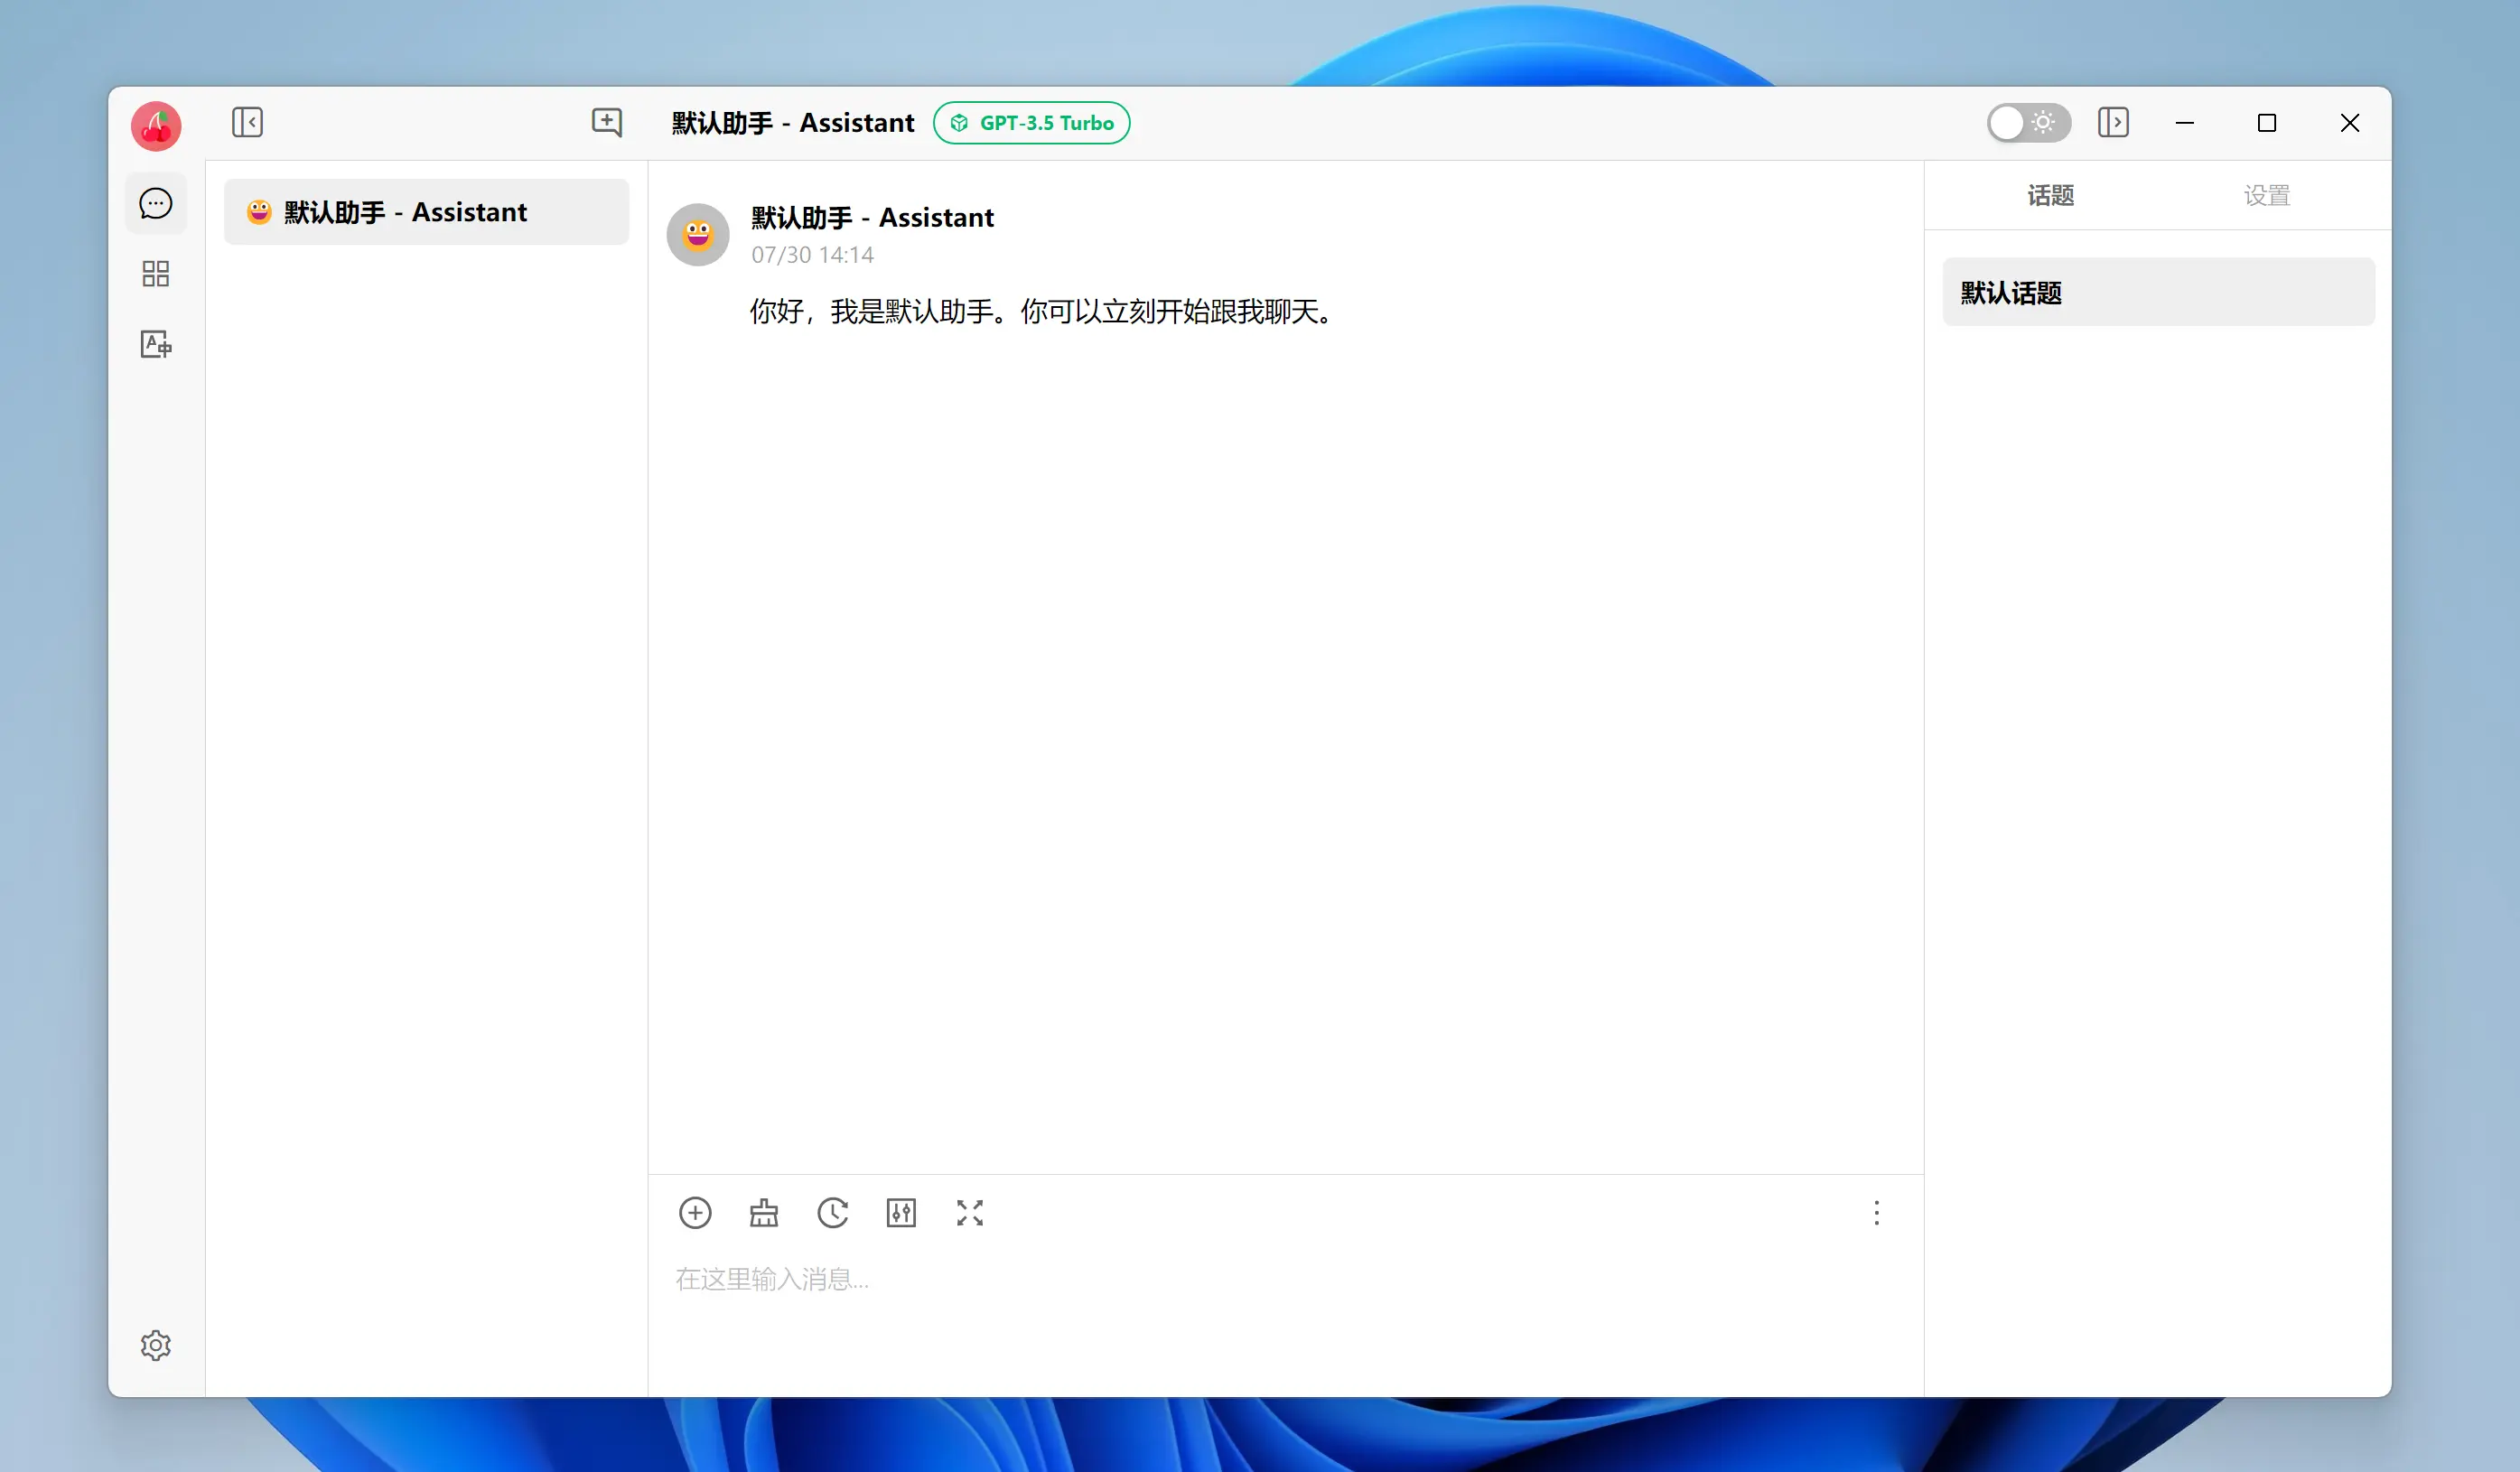 默认助手 - Assistant
GPT-3.5 Turbo
默认助手 - Assistant
默认助手 - Assistant
07/30 14:14
你好，我是默认助手。你可以立刻开始跟我聊天。
在这里输入消息...
话题
设置
默认话题